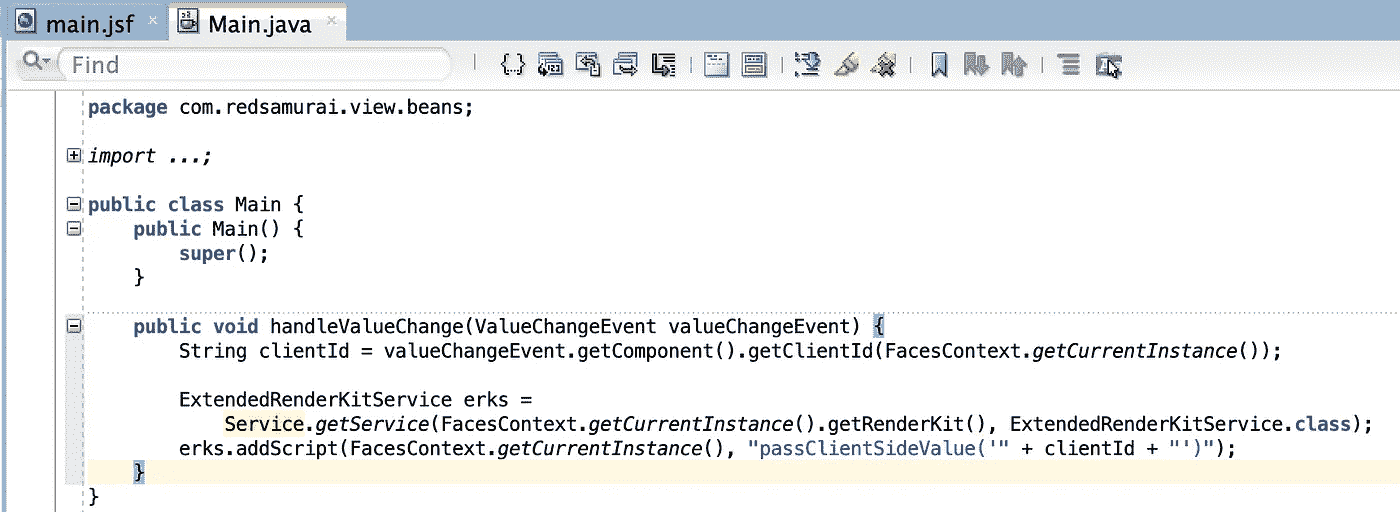 main.jsf Main.java
Find
package com.redsamurai.view.beans;
import ...;
public class Main {
    public Main() {
        super();
    }
    public void handleValueChange(ValueChangeEvent valueChangeEvent) {
        String clientId = valueChangeEvent.getComponent().getClientId(FacesContext.getCurrentInstance());
        ExtendedRenderKitService erks =
            Service.getService(FacesContext.getCurrentInstance().getRenderKit(), ExtendedRenderKitService.class);
        erks.addScript(FacesContext.getCurrentInstance(), "passClientSideValue('" + clientId + "')");
    }
}